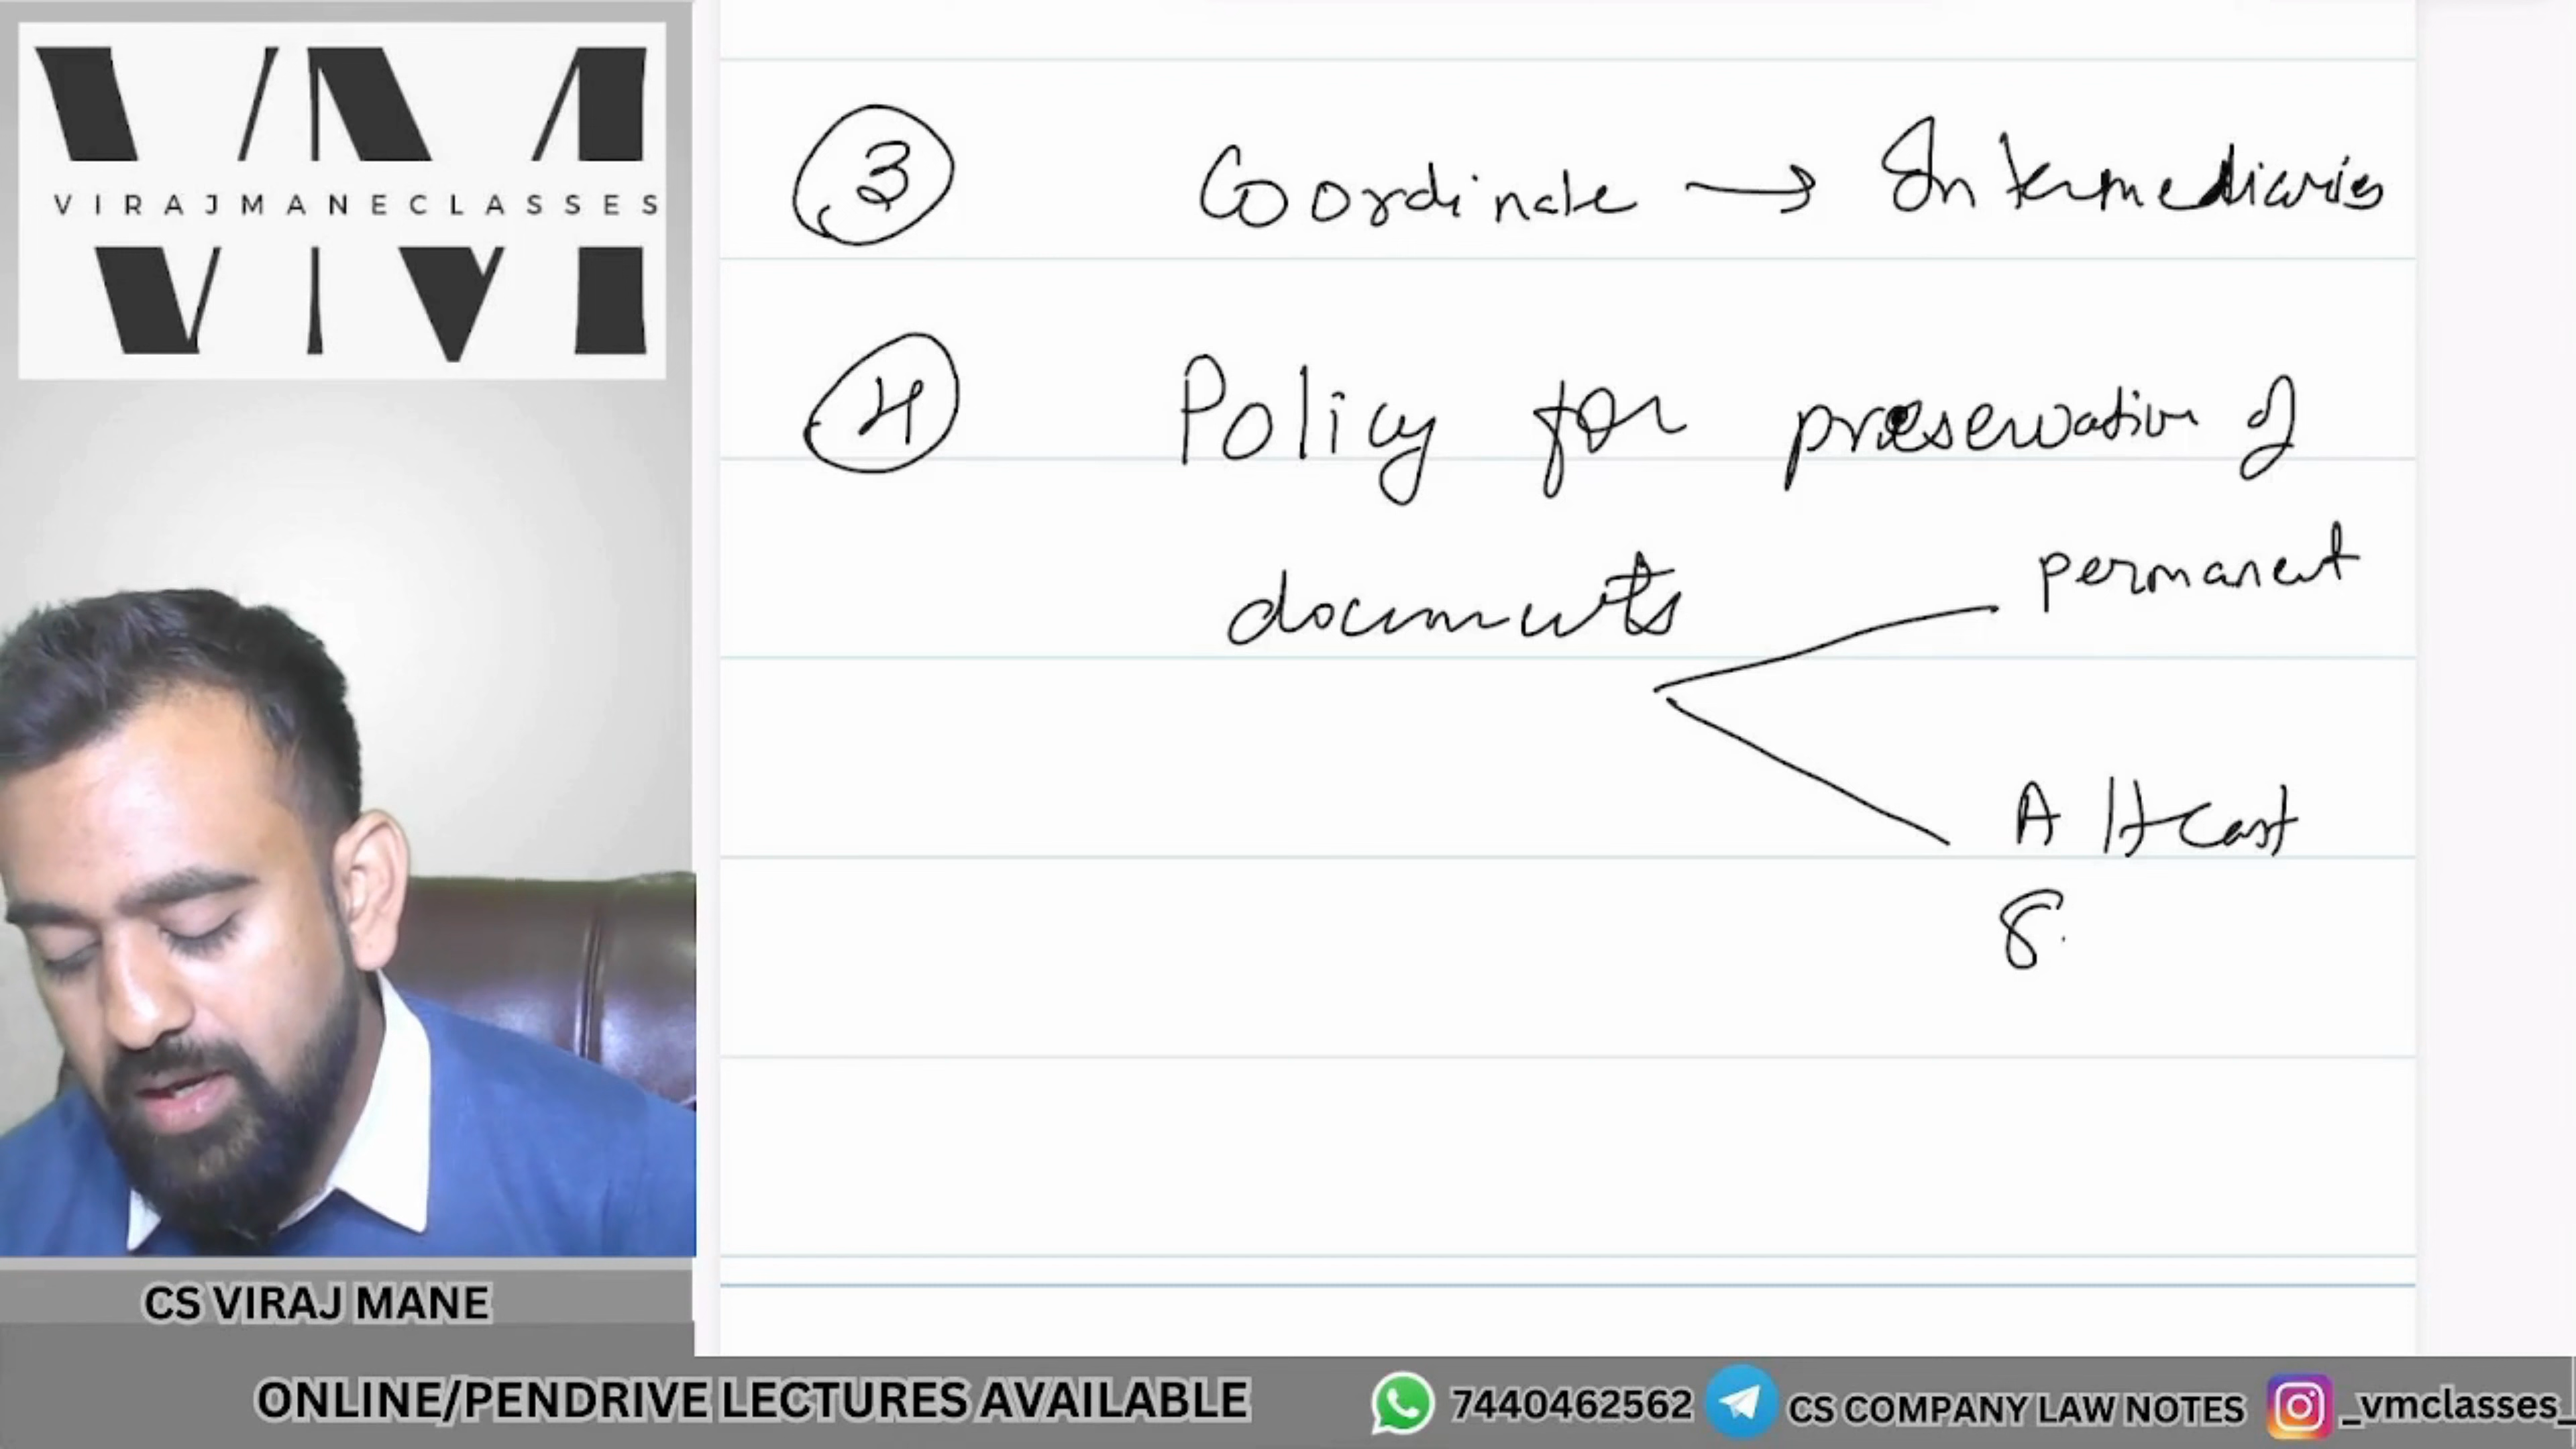 VIRAJMANECLASSES
3 Coordinate → Intermediaries
4 Policy for preservation of
documents
permanent
At least
8.
CS VIRAJ MANE
ONLINE/PENDRIVE LECTURES AVAILABLE 7440462562 CS COMPANY LAW NOTES _vmclasses_